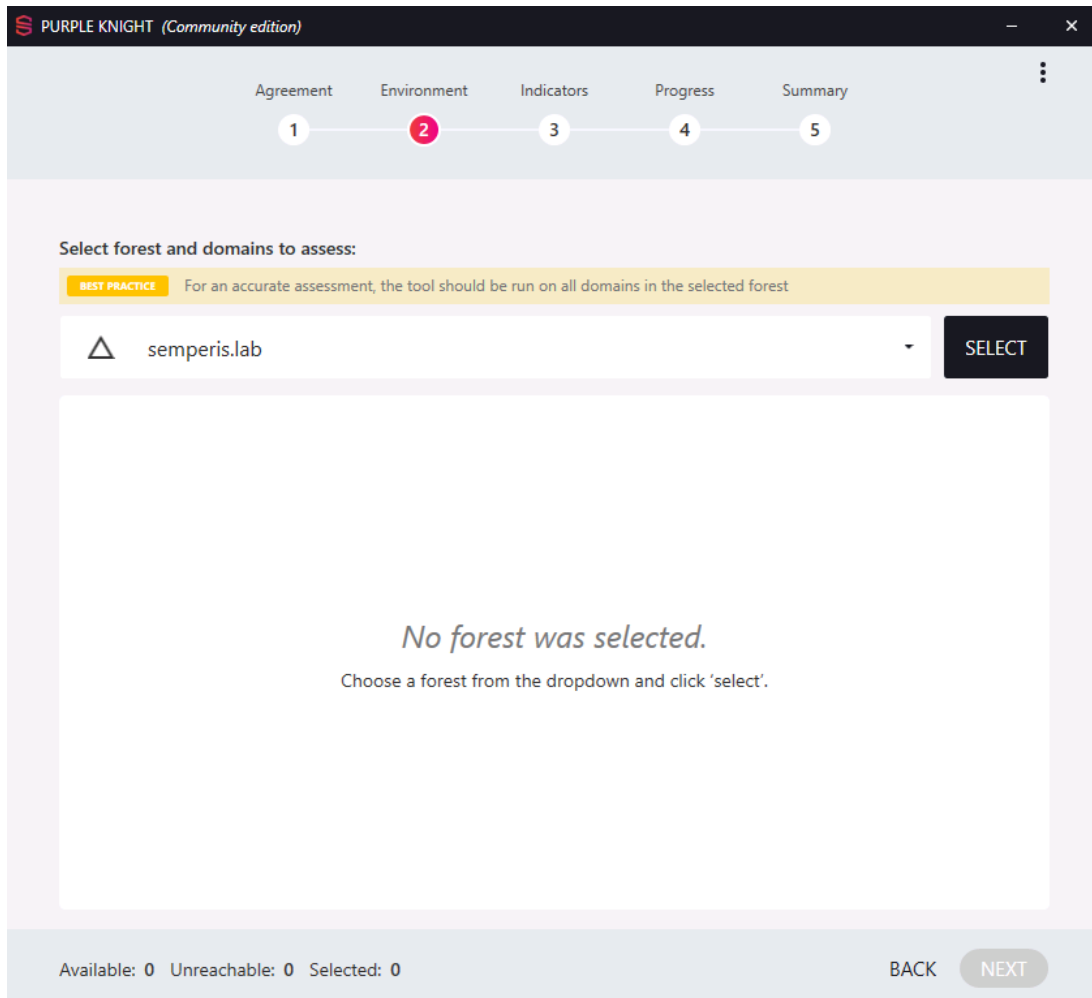 PURPLE KNIGHT (Community edition)
Agreement Environment Indicators Progress Summary
1 2 3 4 5
Select forest and domains to assess:
BEST PRACTICE For an accurate assessment, the tool should be run on all domains in the selected forest
semperis.lab SELECT
No forest was selected.
Choose a forest from the dropdown and click ‘select’.
Available: 0 Unreachable: 0 Selected: 0 BACK NEXT